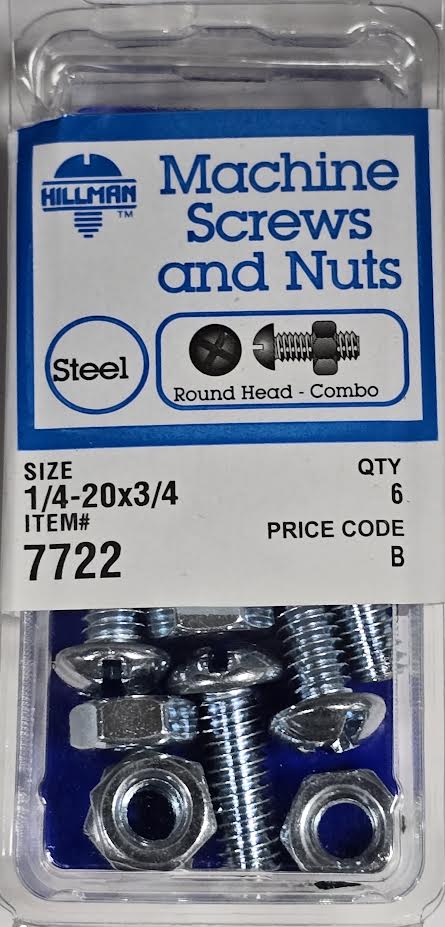 HILLMAN
TM
Machine
Screws
and Nuts
Steel
Round Head - Combo
SIZE
1/4-20x3/4
QTY
6
ITEM#
7722
PRICE CODE
B